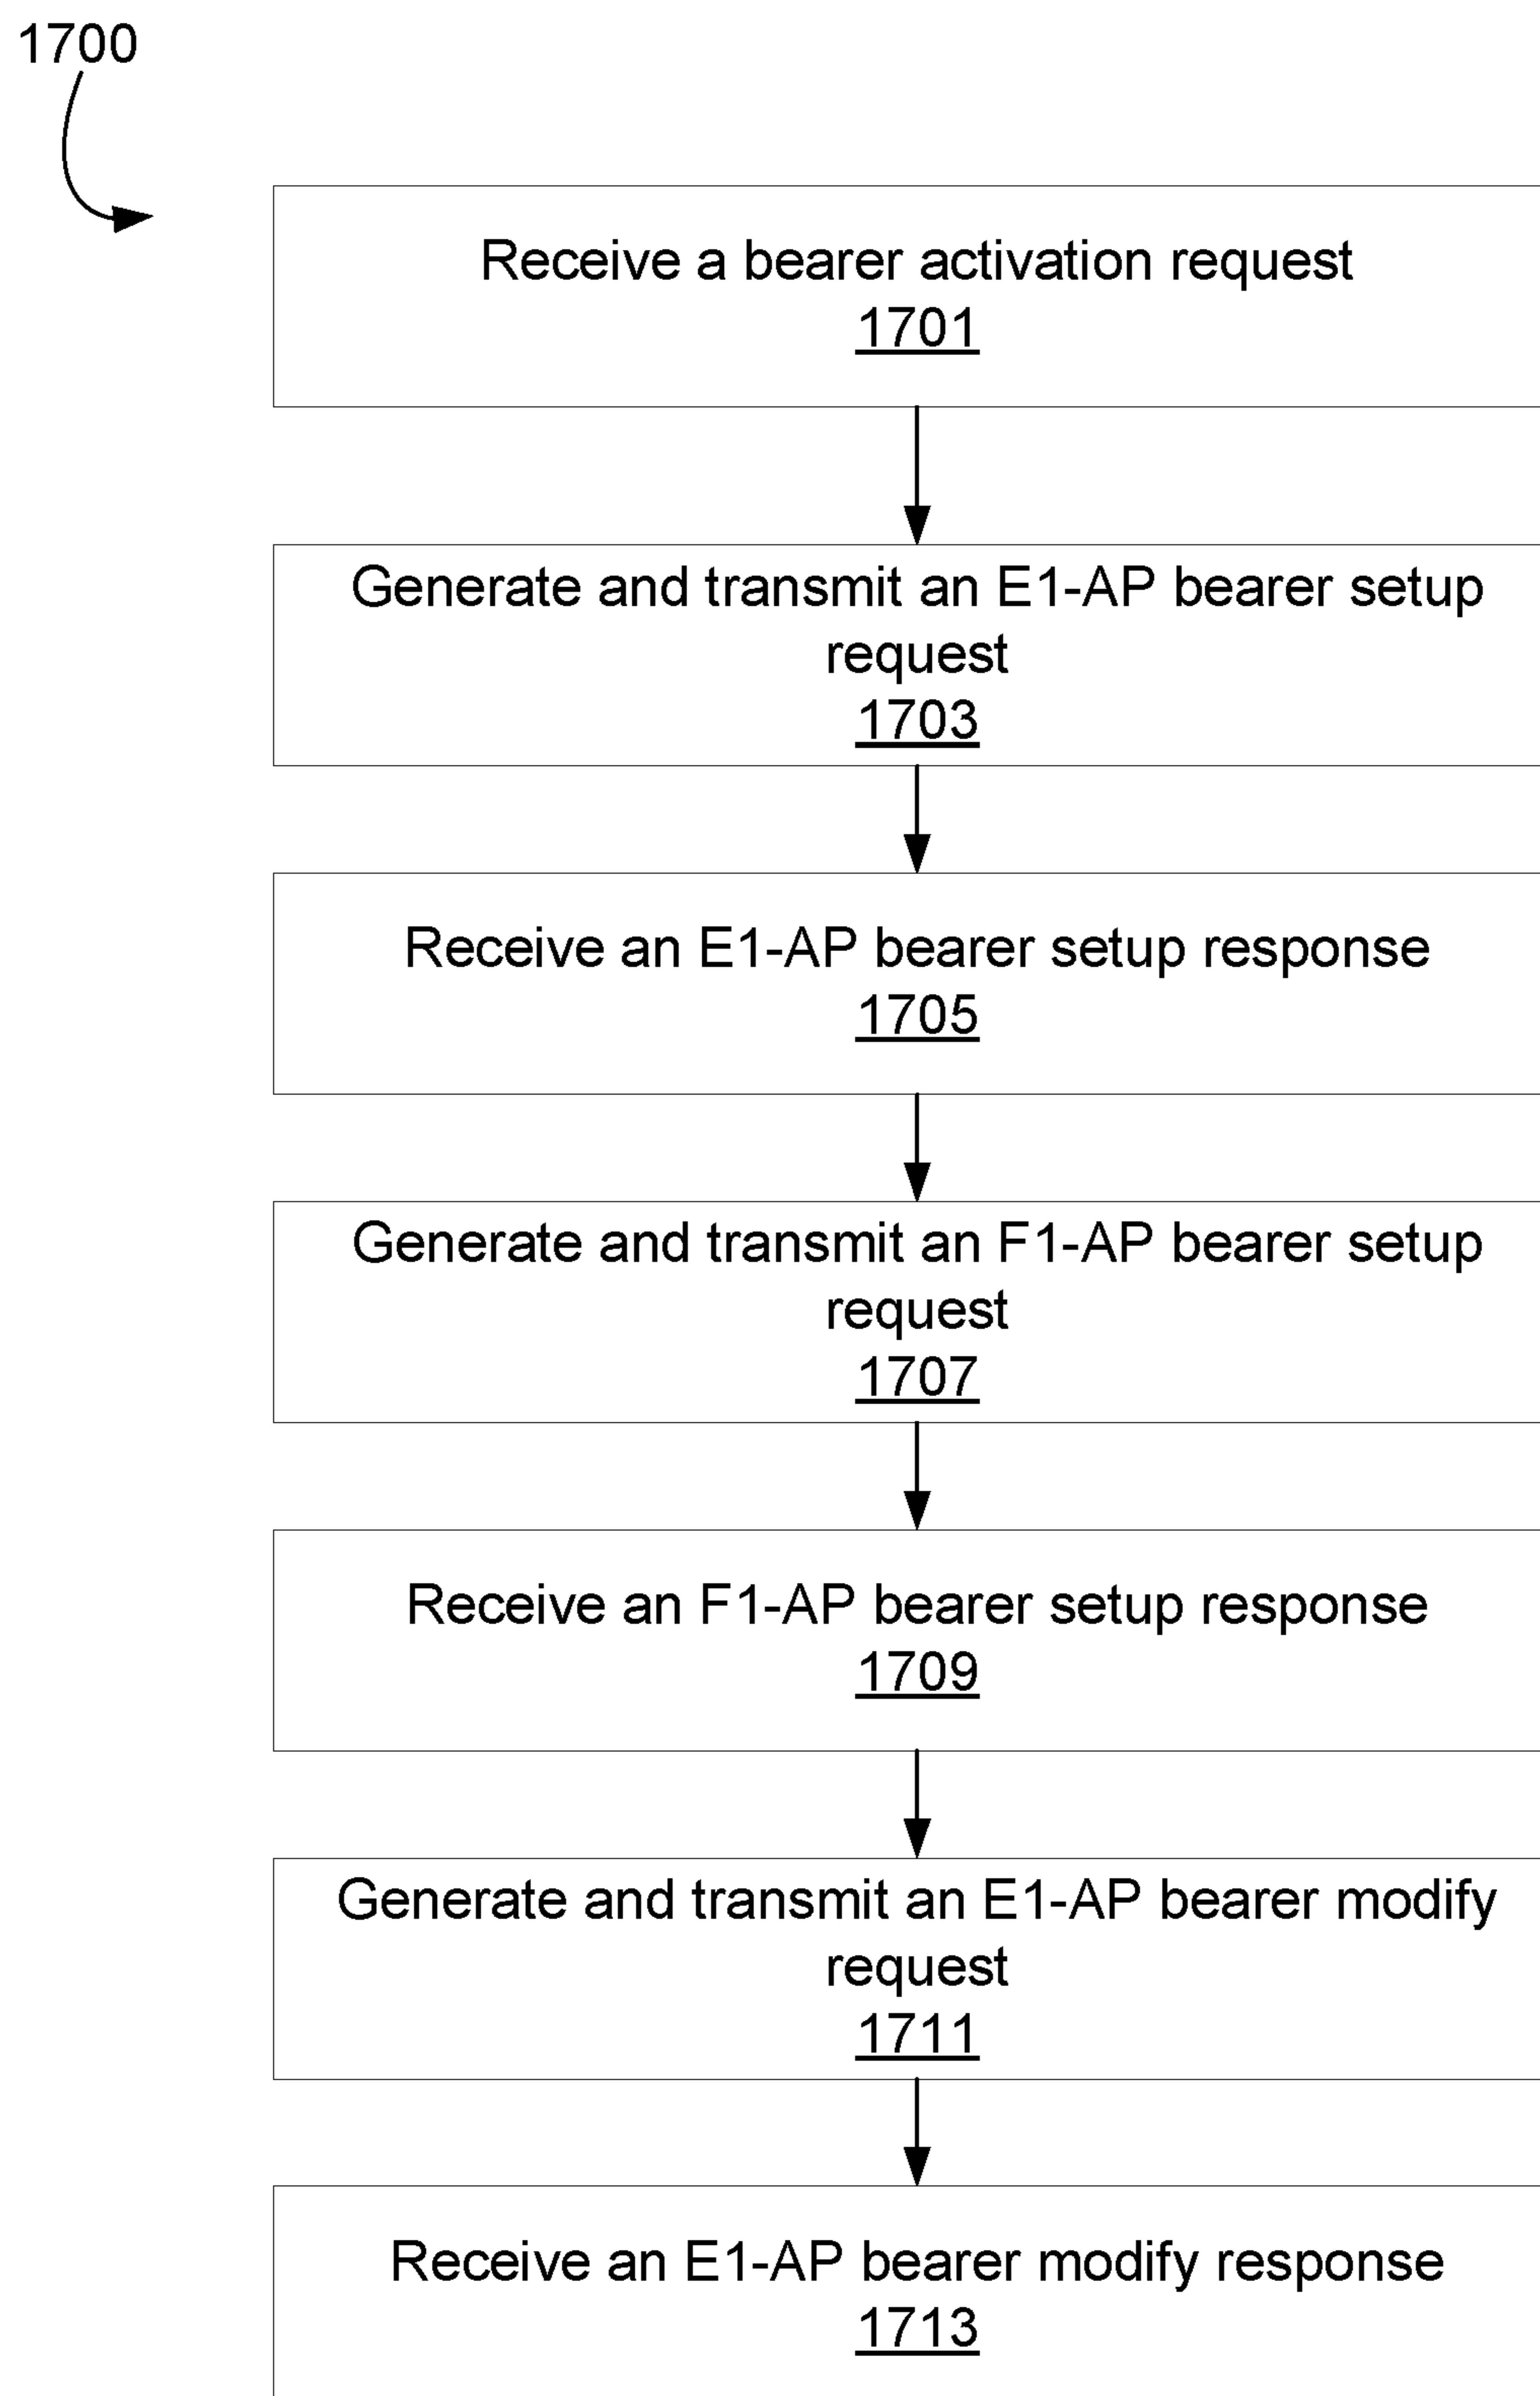 1700
Receive a bearer activation request
1701
Generate and transmit an E1-AP bearer setup
request
1703
Receive an E1-AP bearer setup response
1705
Generate and transmit an F1-AP bearer setup
request
1707
Receive an F1-AP bearer setup response
1709
Generate and transmit an E1-AP bearer modify
request
1711
Receive an E1-AP bearer modify response
1713